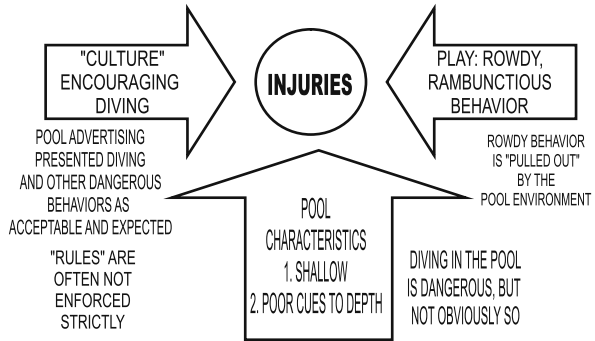 "CULTURE"
ENCOURAGING
DIVING
INJURIES
PLAY: ROWDY,
RAMBUNCTIOUS
BEHAVIOR
POOL ADVERTISING
PRESENTED DIVING
AND OTHER DANGEROUS
BEHAVIORS AS
ACCEPTABLE AND EXPECTED
"RULES" ARE
OFTEN NOT
ENFORCED
STRICTLY
POOL
CHARACTERISTICS
1. SHALLOW
2. POOR CUES TO DEPTH
ROWDY BEHAVIOR
IS "PULLED OUT"
BY THE
POOL ENVIRONMENT
DIVING IN THE POOL
IS DANGEROUS, BUT
NOT OBVIOUSLY SO